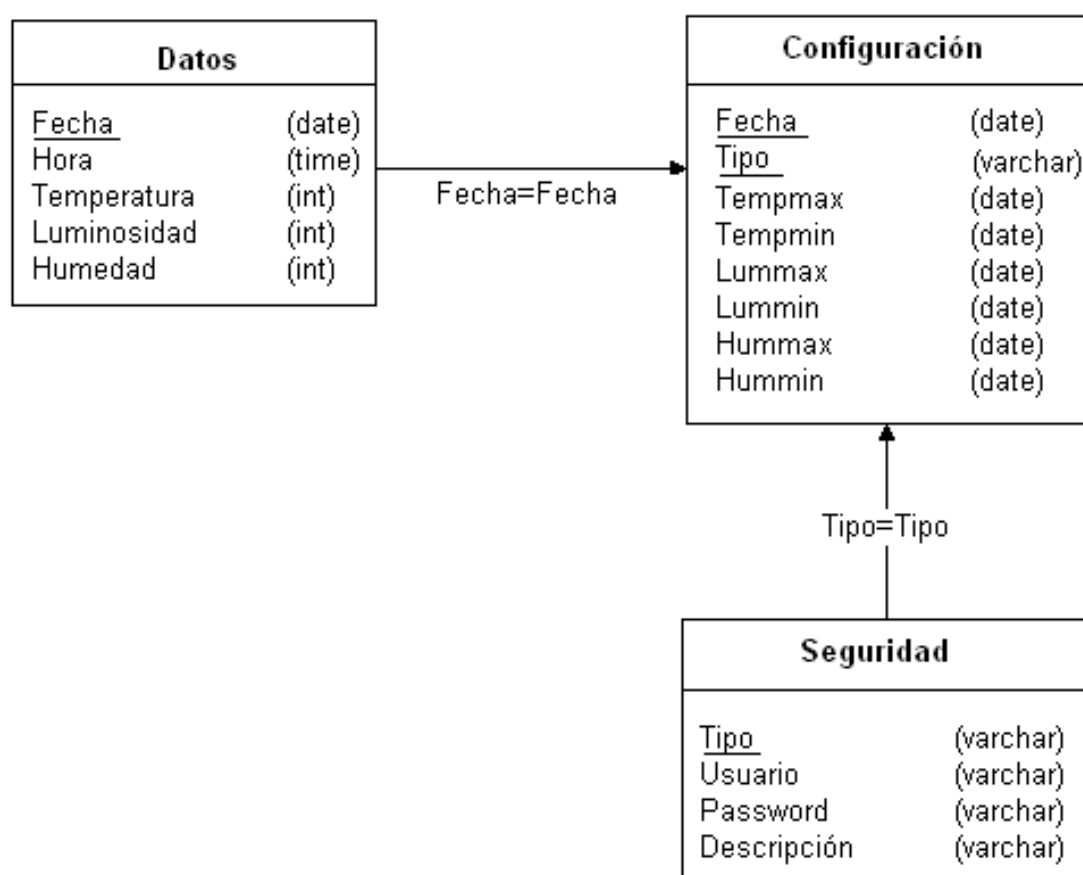 Datos
Fecha (date)
Hora (time)
Temperatura (int)
Luminosidad (int)
Humedad (int)
Fecha=Fecha
Configuración
Fecha (date)
Tipo (varchar)
Tempmax (date)
Tempmin (date)
Lummax (date)
Lummin (date)
Hummax (date)
Hummin (date)
Tipo=Tipo
Seguridad
Tipo (varchar)
Usuario (varchar)
Password (varchar)
Descripción (varchar)